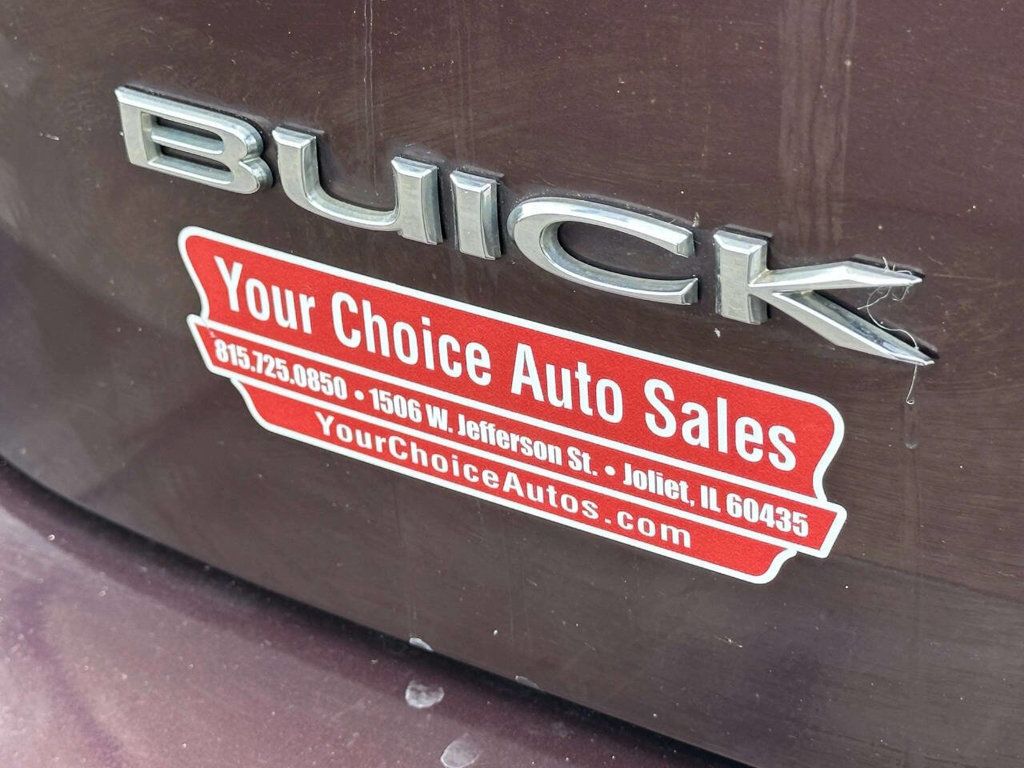 BUICK
Your Choice Auto Sales
815.725.0850 • 1506 W. Jefferson St. • Joliet, IL 60435
YourChoiceAutos.com